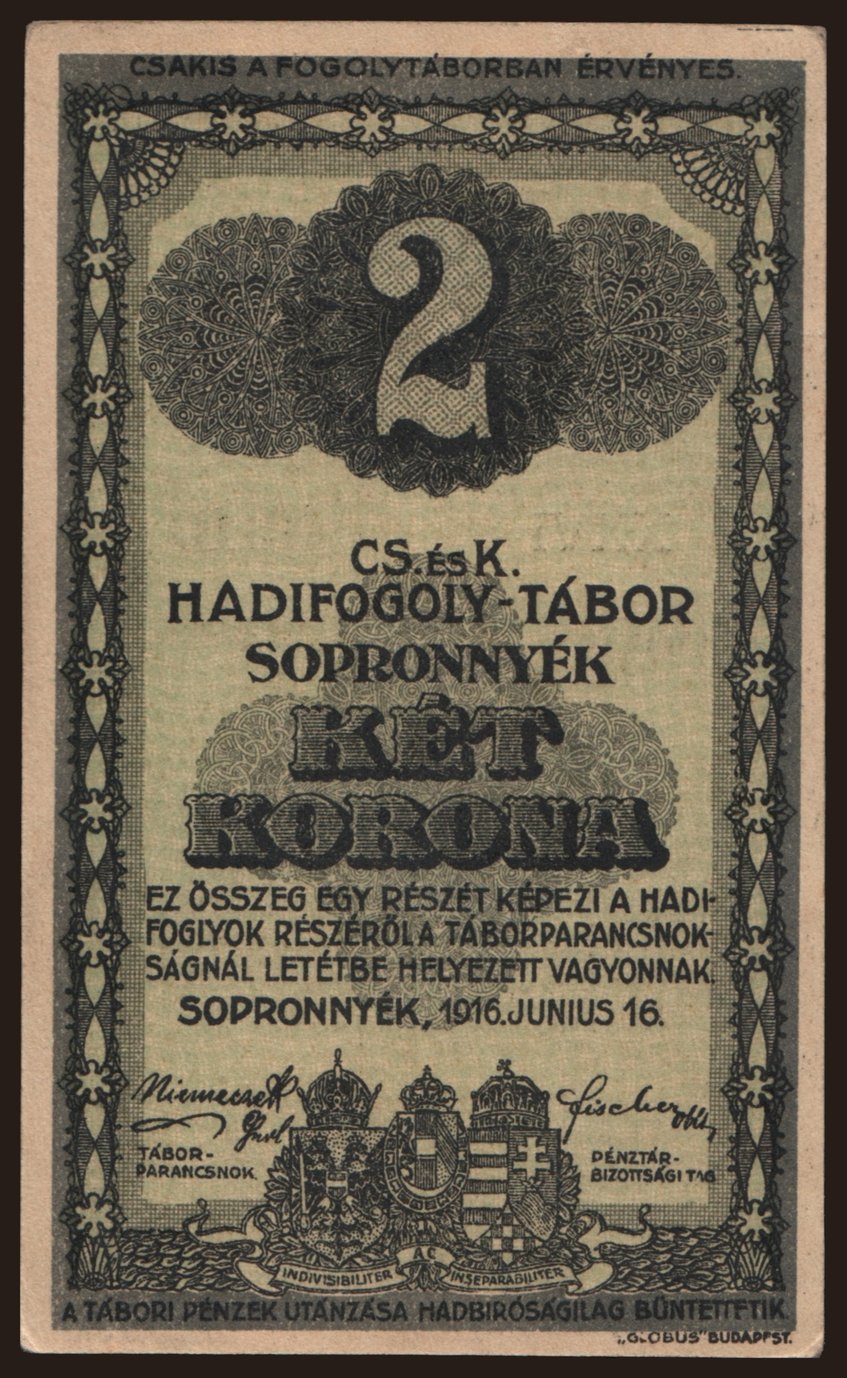 CSAKIS A FOGOLYTÁBORBAN ÉRVÉNYES.
2
CS. és K.
HADIFOGOLY-TÁBOR
SOPRONNYÉK
KÉT
KORONA
EZ ÖSSZEG EGY RÉSZÉT KÉPEZI A HADI-
FOGLYOK RÉSZÉRŐL A TÁBORPARANCSNOK-
SÁGNÁL LETÉTBE HELYEZETT VAGYONNAK.
SOPRONNYÉK, 1916. JUNIUS 16.
Fischer
TÁBOR-
PARANCSNOK.
PÉNZTÁR-
BIZOTTSÁGI TAG
INDIVISIBILITER AC INSEPARABILITER
A TÁBORI PÉNZEK UTÁNZÁSA HADBIRÓSÁGILAG BÜNTETTETIK.
„GLOBUS" BUDAPEST.